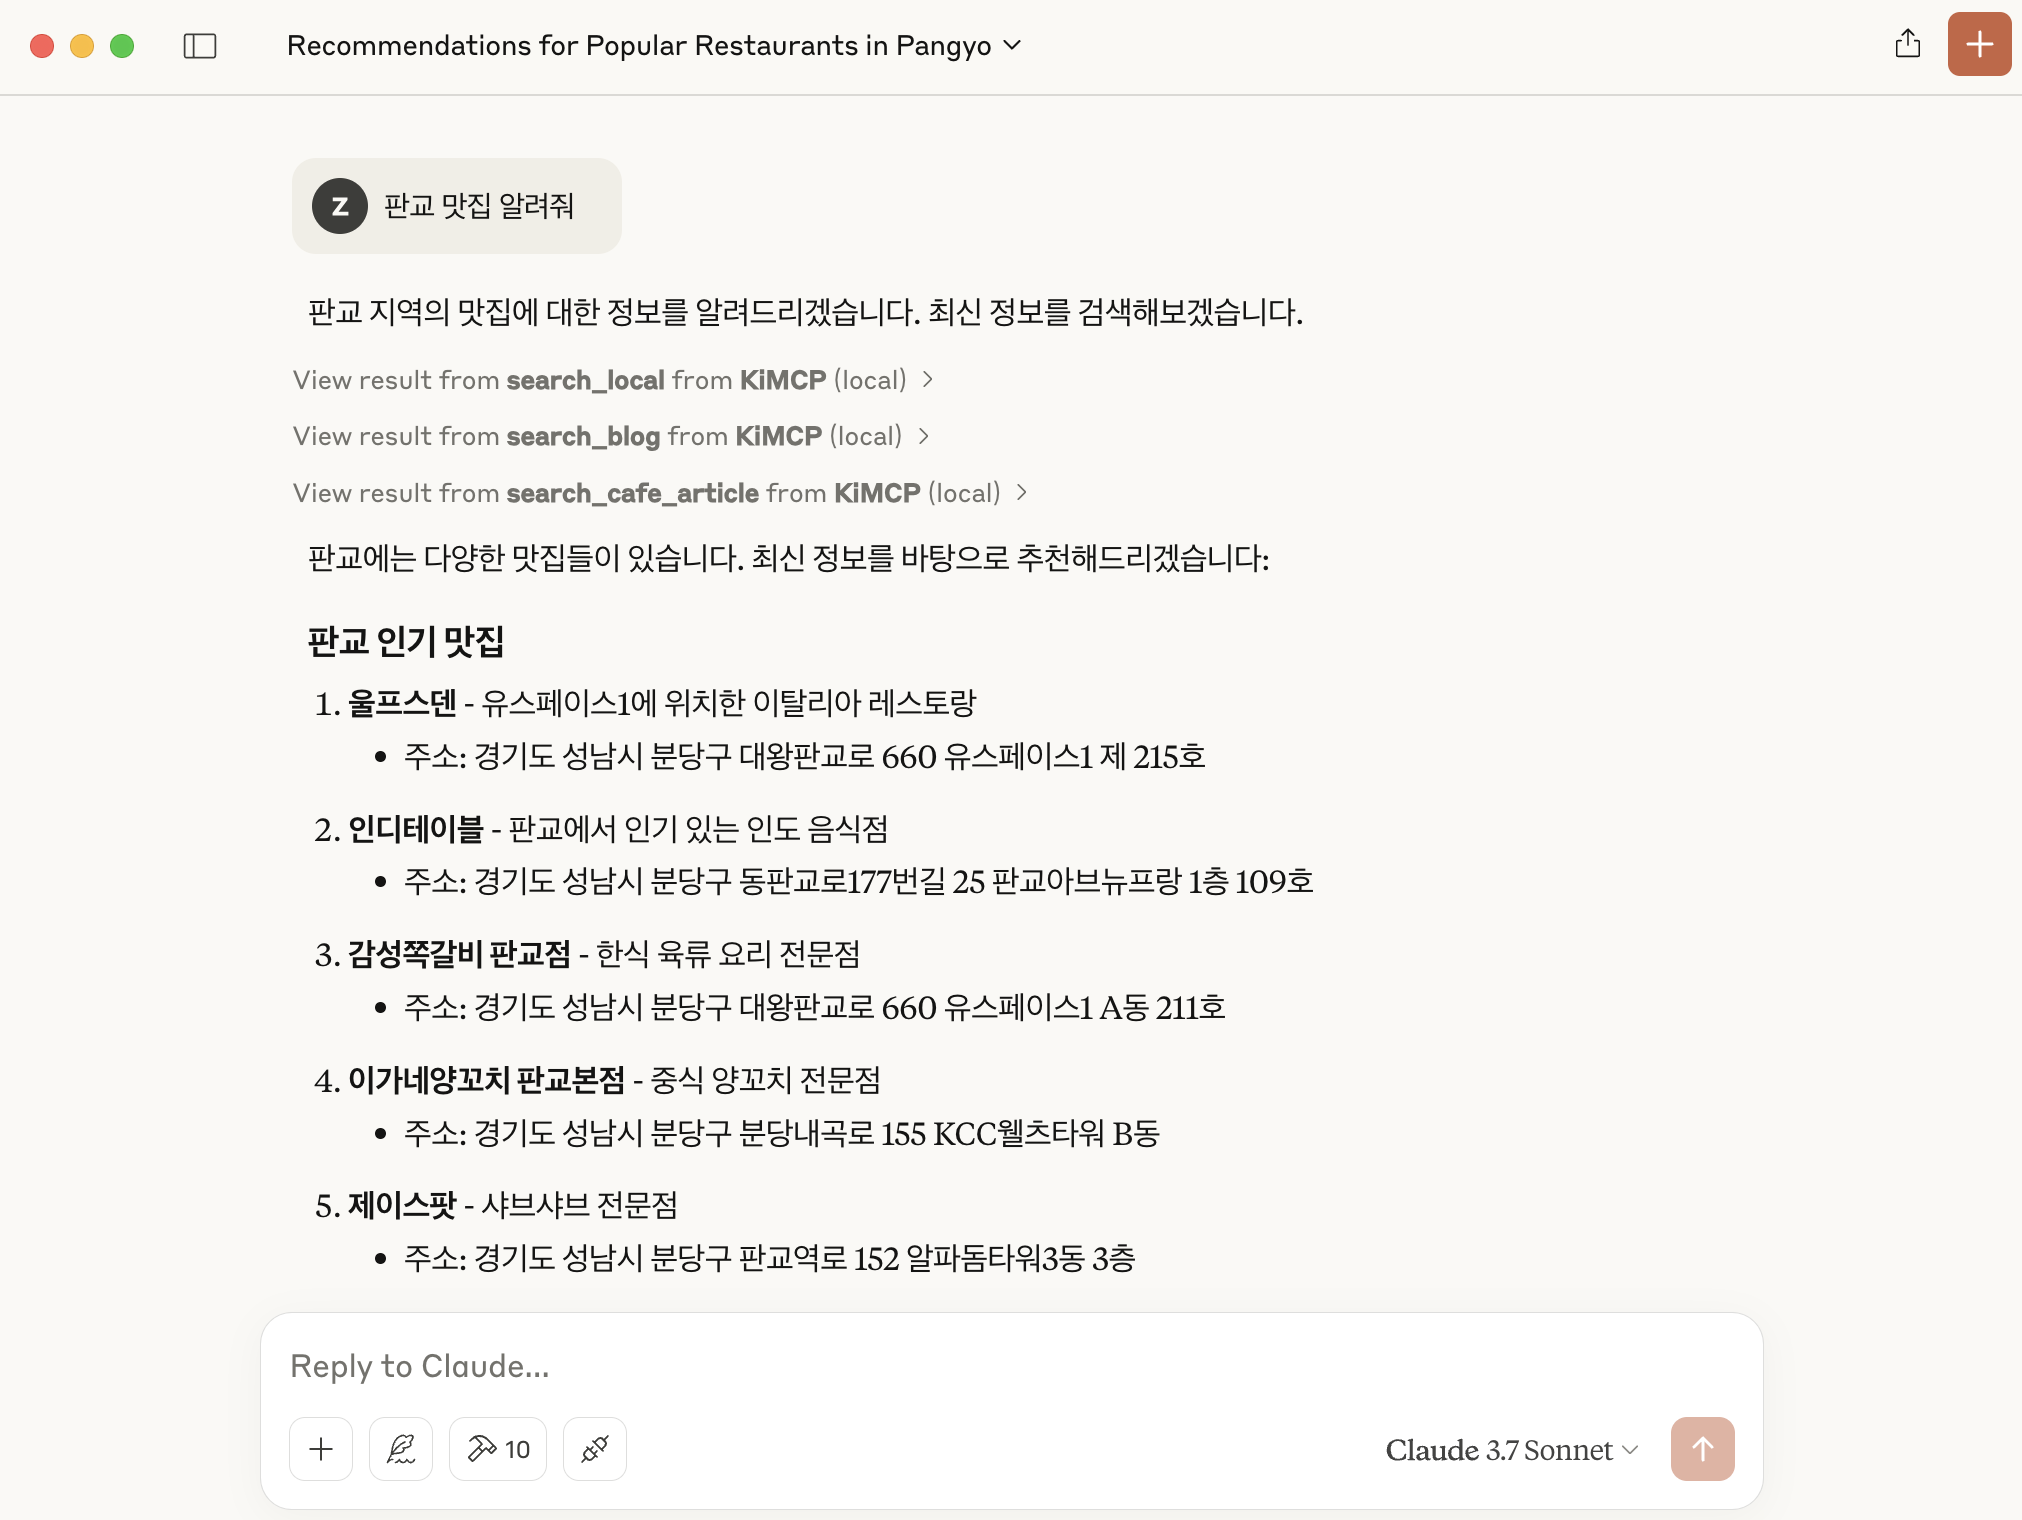 Recommendations for Popular Restaurants in Pangyo
Z 판교 맛집 알려줘
판교 지역의 맛집에 대한 정보를 알려드리겠습니다. 최신 정보를 검색해보겠습니다.
View result from search_local from KiMCP (local)
View result from search_blog from KiMCP (local)
View result from search_cafe_article from KiMCP (local)
판교에는 다양한 맛집들이 있습니다. 최신 정보를 바탕으로 추천해드리겠습니다:
판교 인기 맛집
1. 울프스덴 - 유스페이스1에 위치한 이탈리아 레스토랑
• 주소: 경기도 성남시 분당구 대왕판교로 660 유스페이스1 제 215호
2. 인디테이블 - 판교에서 인기 있는 인도 음식점
• 주소: 경기도 성남시 분당구 동판교로177번길 25 판교아브뉴프랑 1층 109호
3. 감성쪽갈비 판교점 - 한식 육류 요리 전문점
• 주소: 경기도 성남시 분당구 대왕판교로 660 유스페이스1 A동 211호
4. 이가네양꼬치 판교본점 - 중식 양꼬치 전문점
• 주소: 경기도 성남시 분당구 분당내곡로 155 KCC웰츠타워 B동
5. 제이스팟 - 샤브샤브 전문점
• 주소: 경기도 성남시 분당구 판교역로 152 알파돔타워3동 3층
Reply to Claude...
10
Claude 3.7 Sonnet